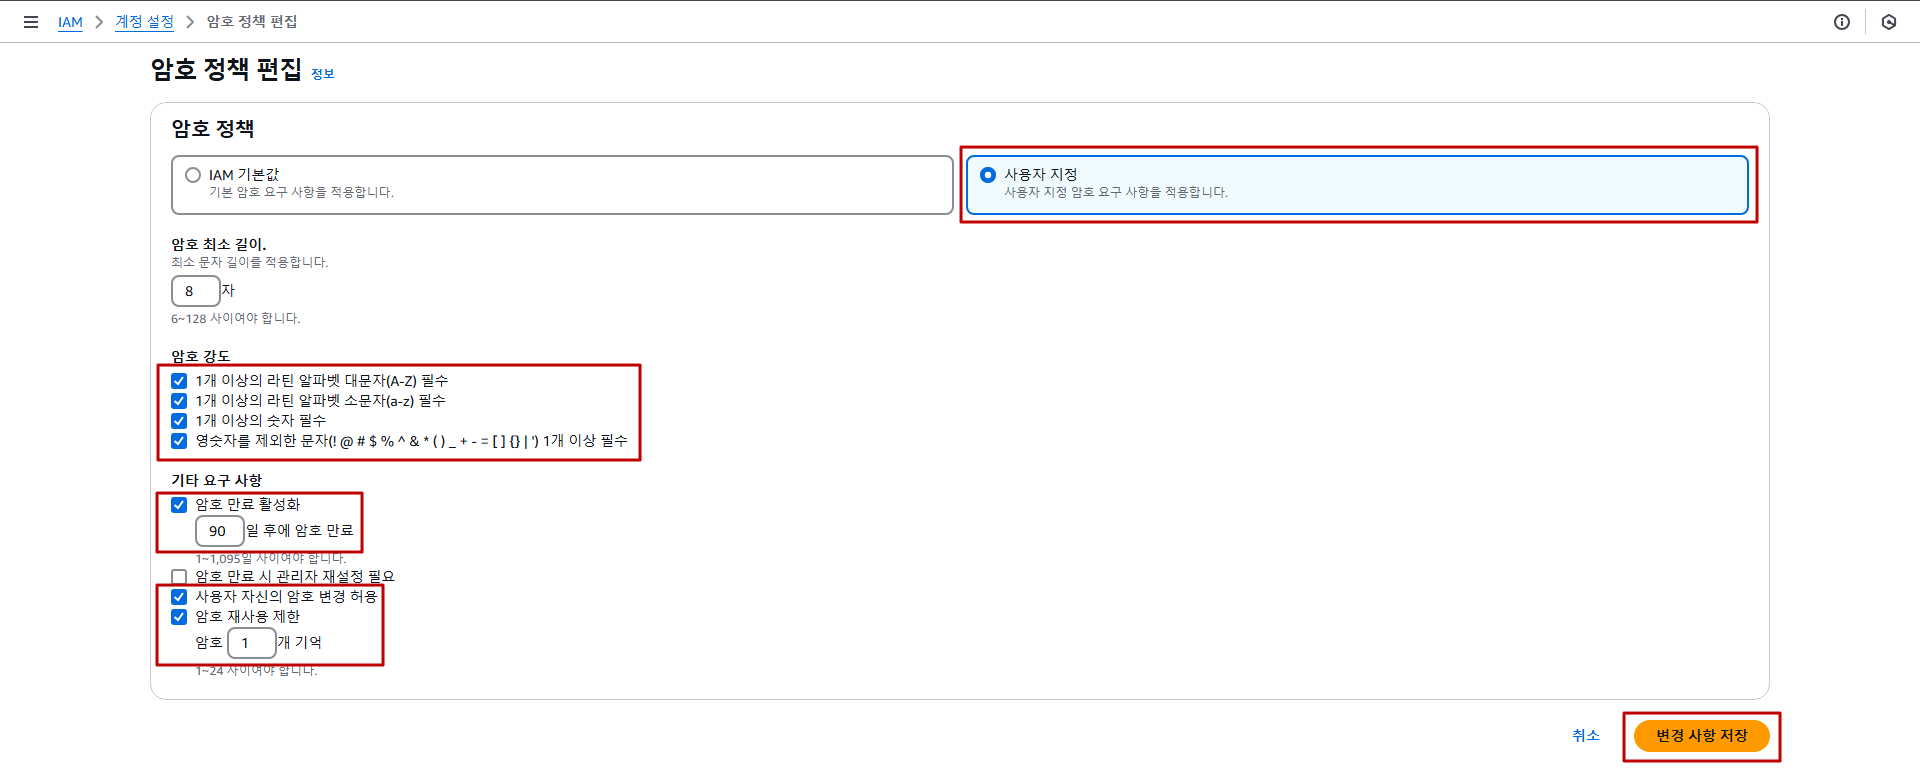 IAM > 계정 설정 > 암호 정책 편집
암호 정책 편집 정보
암호 정책
IAM 기본값
기본 암호 요구 사항을 적용합니다.
사용자 지정
사용자 지정 암호 요구 사항을 적용합니다.
암호 최소 길이.
최소 문자 길이를 적용합니다.
8 자
6~128 사이여야 합니다.
암호 강도
1개 이상의 라틴 알파벳 대문자(A-Z) 필수
1개 이상의 라틴 알파벳 소문자(a-z) 필수
1개 이상의 숫자 필수
영숫자를 제외한 문자(! @ # $ % ^ & * ( ) _ + - = [ ] {} | ') 1개 이상 필수
기타 요구 사항
암호 만료 활성화
90 일 후에 암호 만료
1~1,095일 사이여야 합니다.
암호 만료 시 관리자 재설정 필요
사용자 자신의 암호 변경 허용
암호 재사용 제한
암호 1 개 기억
1~24 사이여야 합니다.
취소
변경 사항 저장